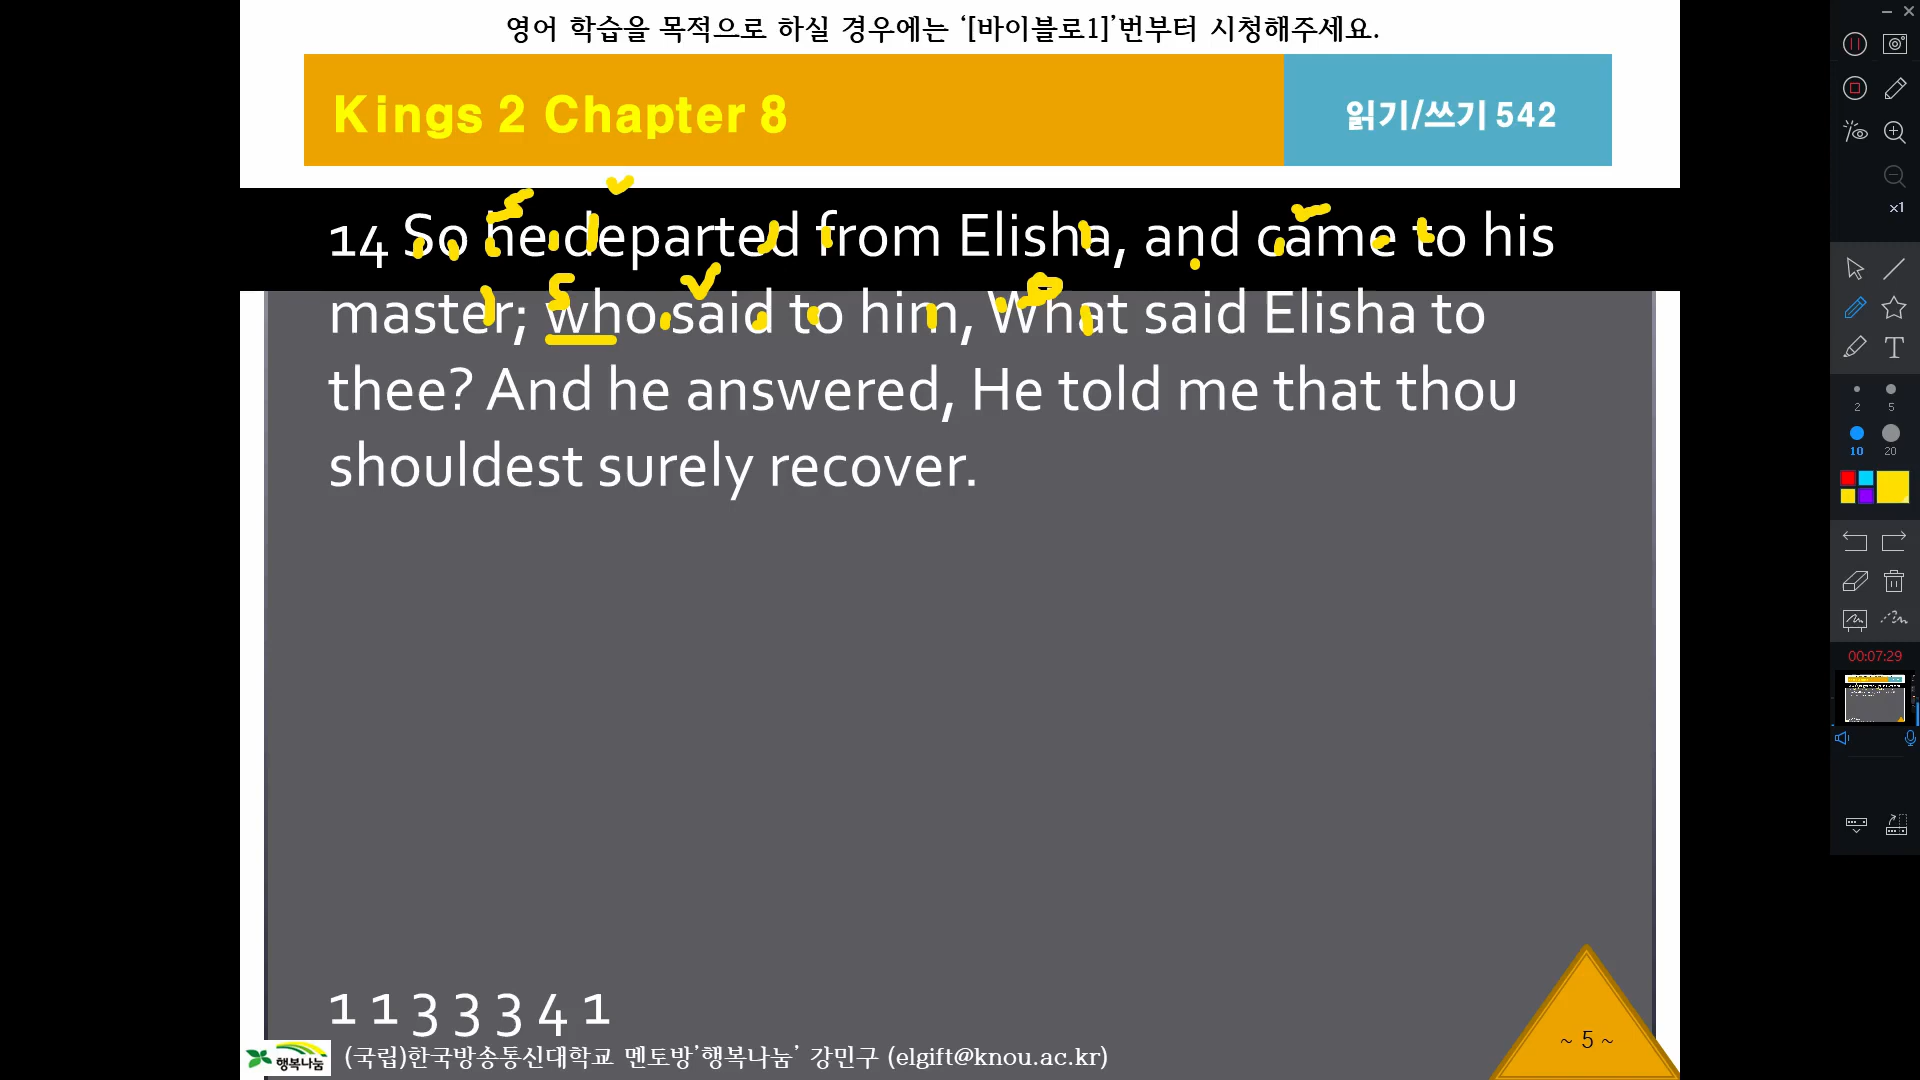 영어 학습을 목적으로 하실 경우에는 ‘[바이블로1]’번부터 시청해주세요.
Kings 2 Chapter 8
읽기/쓰기 542
14 So he departed from Elisha, and came to his
master; who said to him, What said Elisha to
thee? And he answered, He told me that thou
shouldest surely recover.
1 1 3 3 3 4 1
행복나눔
(국립)한국방송통신대학교 멘토방’행복나눔’ 강민구 (elgift@knou.ac.kr)
~ 5 ~
x1
T
2 5
10 20
00:07:29